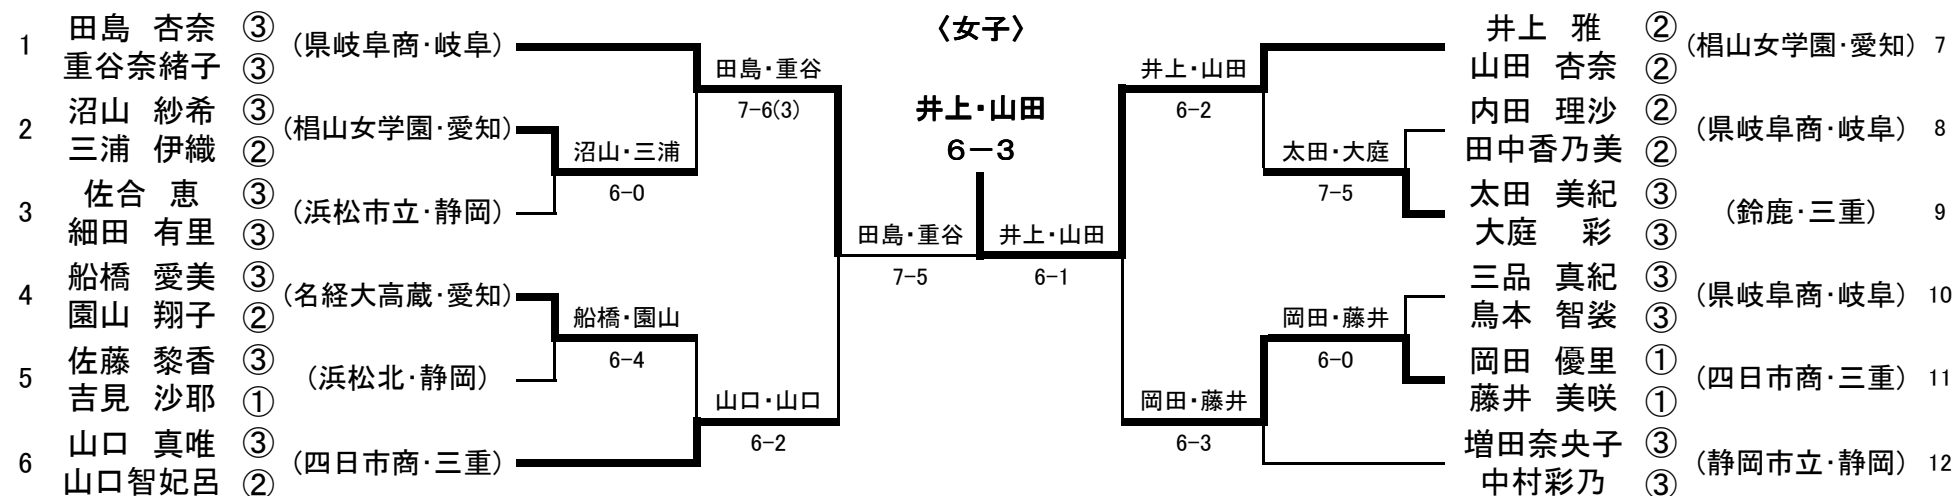 〈女子〉
1
田島 杏奈 ③
重谷奈緒子 ③
(県岐阜商・岐阜)
2
沼山 紗希 ③
三浦 伊織 ②
(椙山女学園・愛知)
3
佐合 恵 ③
細田 有里 ③
(浜松市立・静岡)
4
船橋 愛美 ③
園山 翔子 ②
(名経大高蔵・愛知)
5
佐藤 黎香 ③
吉見 沙耶 ①
(浜松北・静岡)
6
山口 真唯 ③
山口智妃呂 ②
(四日市商・三重)
沼山・三浦
6-0
船橋・園山
6-4
田島・重谷
7-6(3)
山口・山口
6-2
田島・重谷
7-5
井上・山田
6-3
井上・山田
6-1
井上・山田
6-2
岡田・藤井
6-3
太田・大庭
7-5
岡田・藤井
6-0
井上 雅 ②
山田 杏奈 ②
(椙山女学園・愛知) 7
内田 理沙 ②
田中香乃美 ②
(県岐阜商・岐阜) 8
太田 美紀 ③
大庭 彩 ③
(鈴鹿・三重) 9
三品 真紀 ③
鳥本 智裟 ③
(県岐阜商・岐阜) 10
岡田 優里 ①
藤井 美咲 ①
(四日市商・三重) 11
増田奈央子 ③
中村彩乃 ③
(静岡市立・静岡) 12